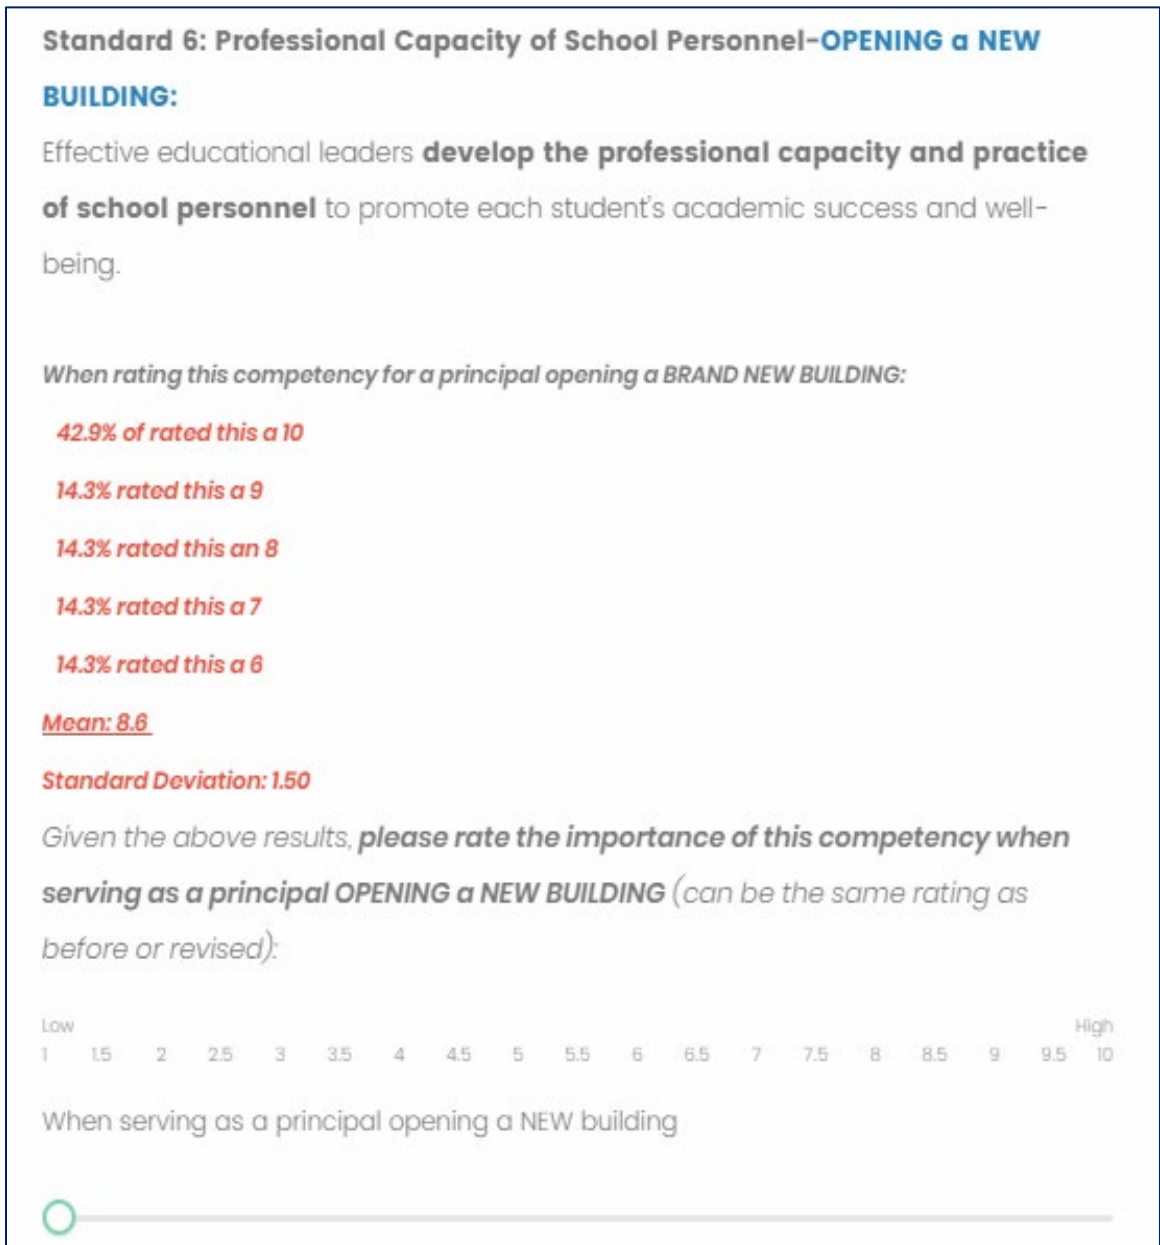 Standard 6: Professional Capacity of School Personnel-OPENING a NEW
BUILDING:
Effective educational leaders develop the professional capacity and practice
of school personnel to promote each student's academic success and well-
being.
When rating this competency for a principal opening a BRAND NEW BUILDING:
42.9% of rated this a 10
14.3% rated this a 9
14.3% rated this an 8
14.3% rated this a 7
14.3% rated this a 6
Mean: 8.6
Standard Deviation: 1.50
Given the above results, please rate the importance of this competency when
serving as a principal OPENING a NEW BUILDING (can be the same rating as
before or revised):
Low High
1 1.5 2 2.5 3 3.5 4 4.5 5 5.5 6 6.5 7 7.5 8 8.5 9 9.5 10
When serving as a principal opening a NEW building